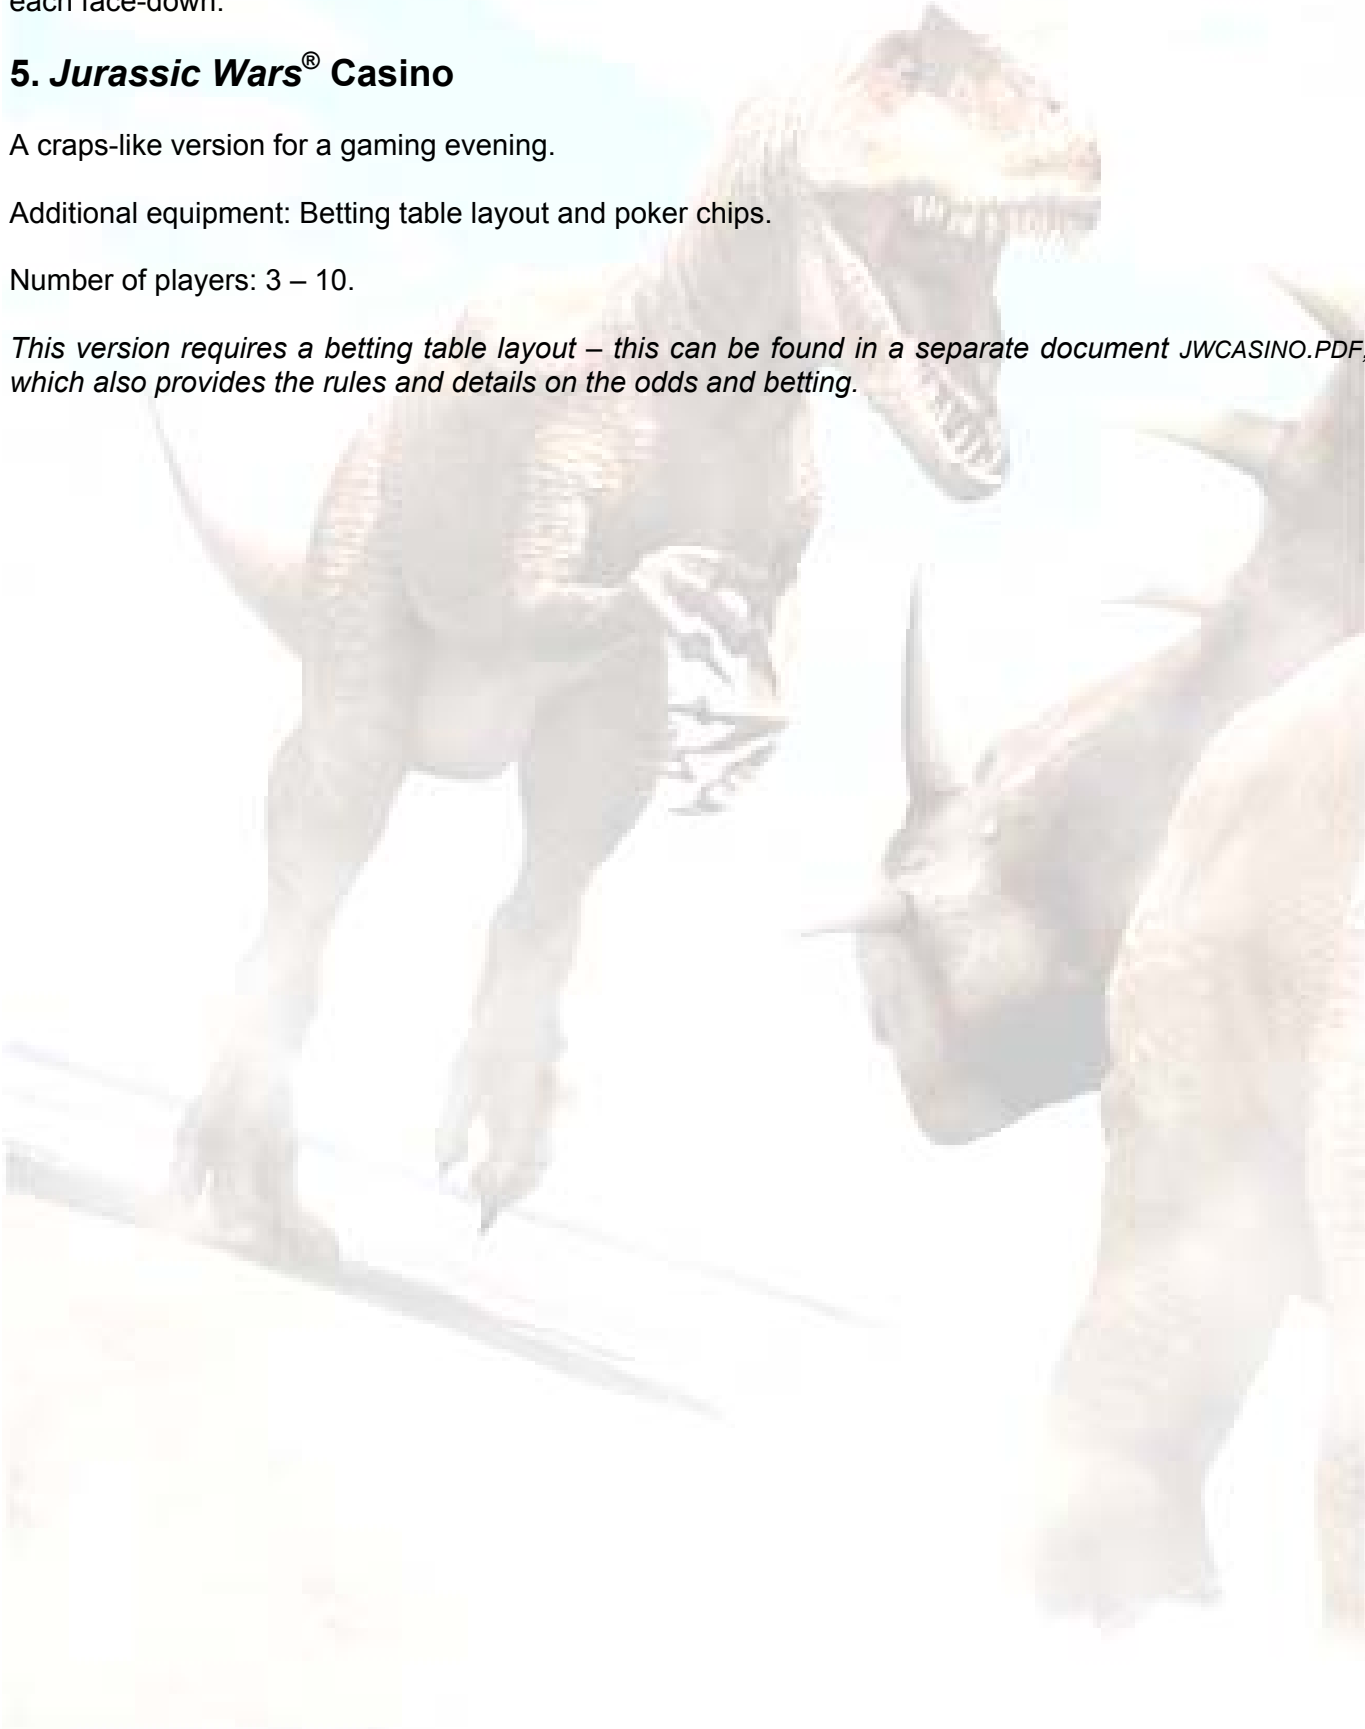 each face-down.
5. Jurassic Wars® Casino
A craps-like version for a gaming evening.
Additional equipment: Betting table layout and poker chips.
Number of players: 3 – 10.
This version requires a betting table layout – this can be found in a separate document JWCASINO.PDF,
which also provides the rules and details on the odds and betting.